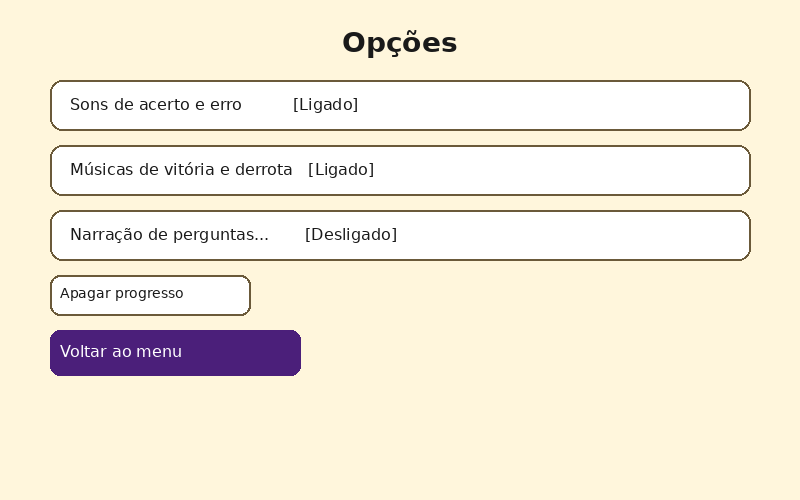 Opções
Sons de acerto e erro [Ligado]
Músicas de vitória e derrota [Ligado]
Narração de perguntas... [Desligado]
Apagar progresso
Voltar ao menu